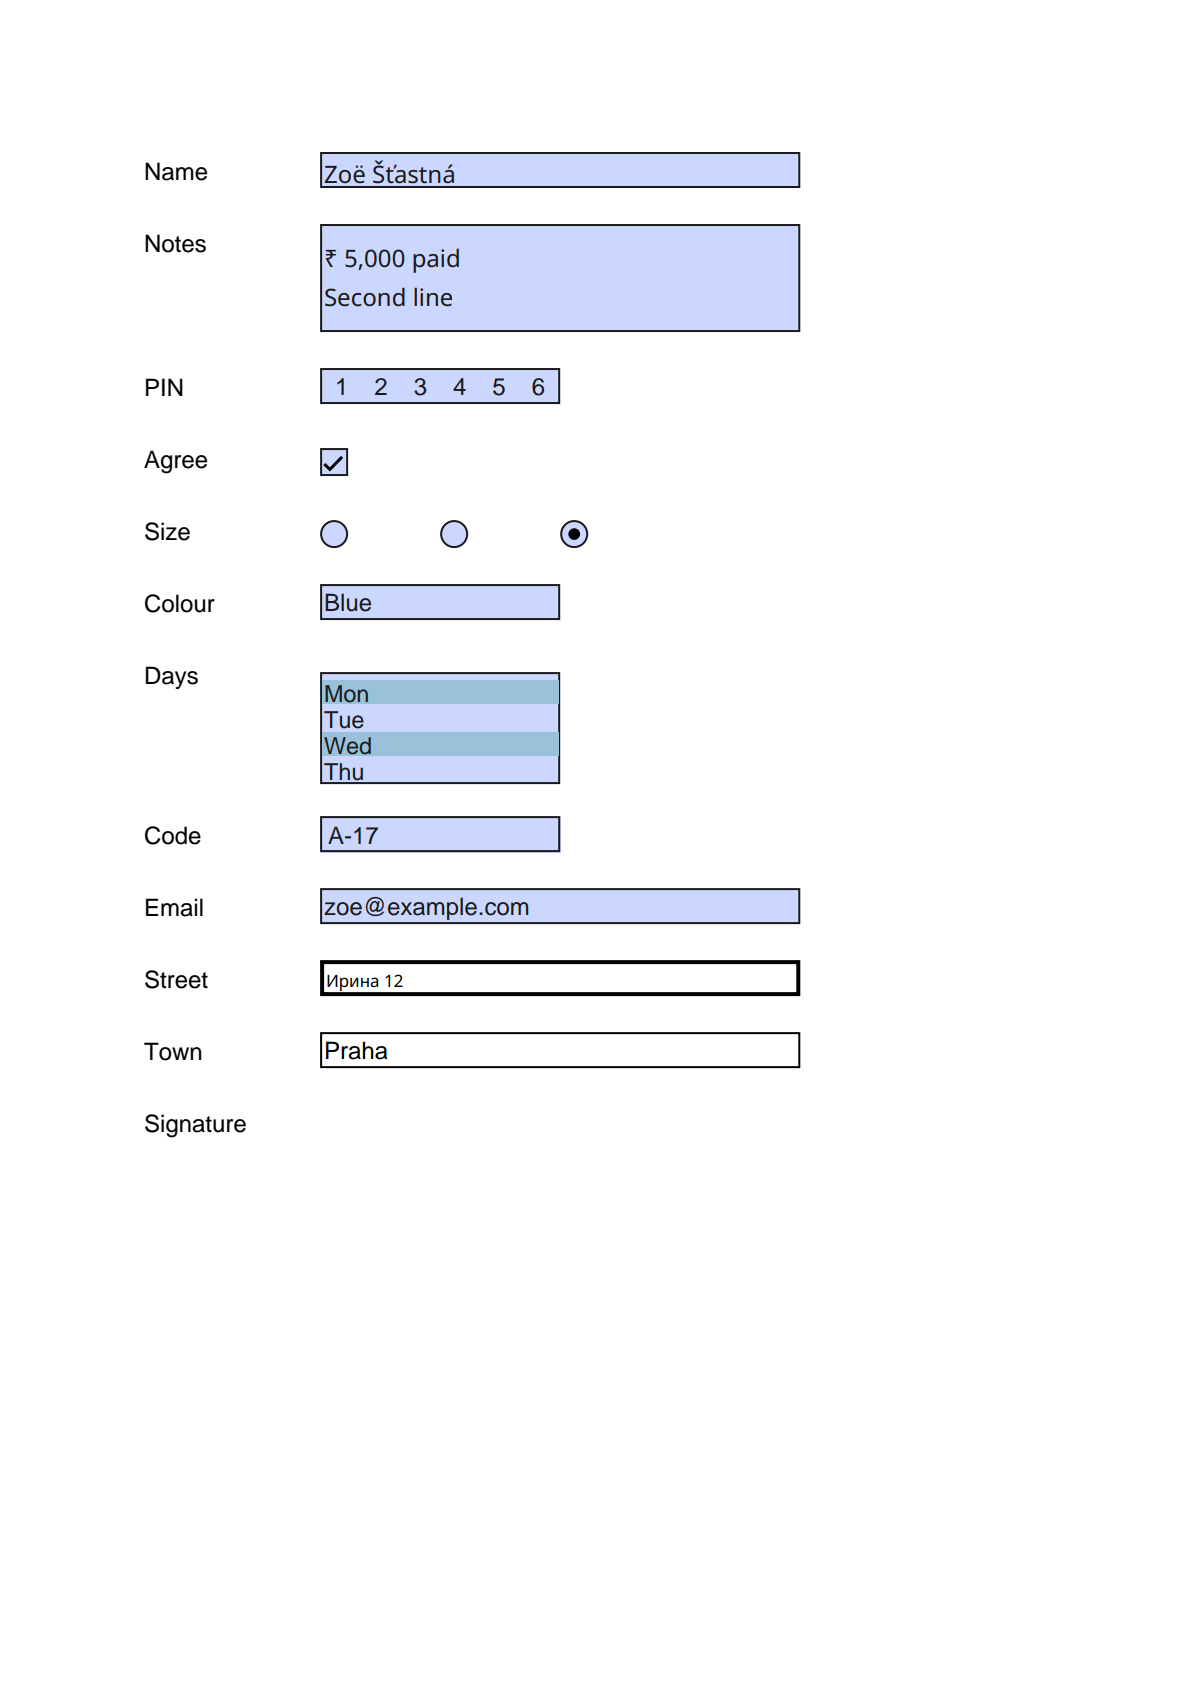 Name Zoë Šťastná
Notes ₹ 5,000 paid
Second line
PIN 1 2 3 4 5 6
Agree
Size
Colour Blue
Days
Mon
Tue
Wed
Thu
Code A-17
Email zoe@example.com
Street Ирина 12
Town Praha
Signature